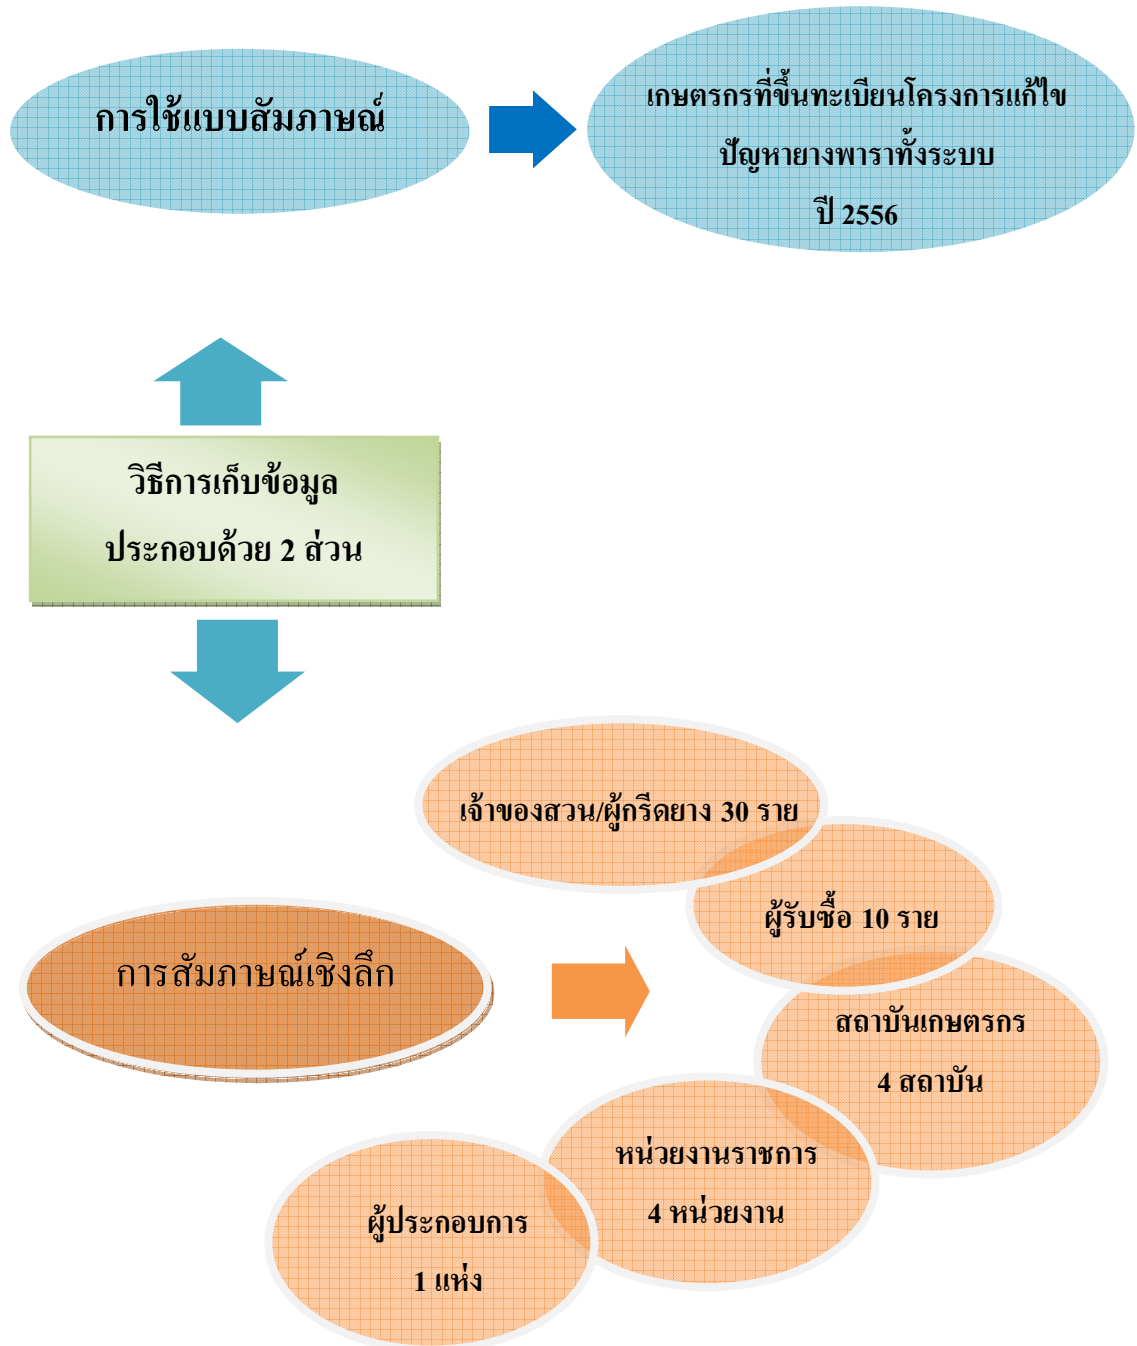 การใช้แบบสัมภาษณ์
เกษตรกรที่ขึ้นทะเบียนโครงการแก้ไข
ปัญหายางพาราทั้งระบบ
ปี 2556
วิธีการเก็บข้อมูล
ประกอบด้วย 2 ส่วน
การสัมภาษณ์เชิงลึก
เจ้าของสวน/ผู้กรีดยาง 30 ราย
ผู้รับซื้อ 10 ราย
สถาบันเกษตรกร
4 สถาบัน
หน่วยงานราชการ
4 หน่วยงาน
ผู้ประกอบการ
1 แห่ง